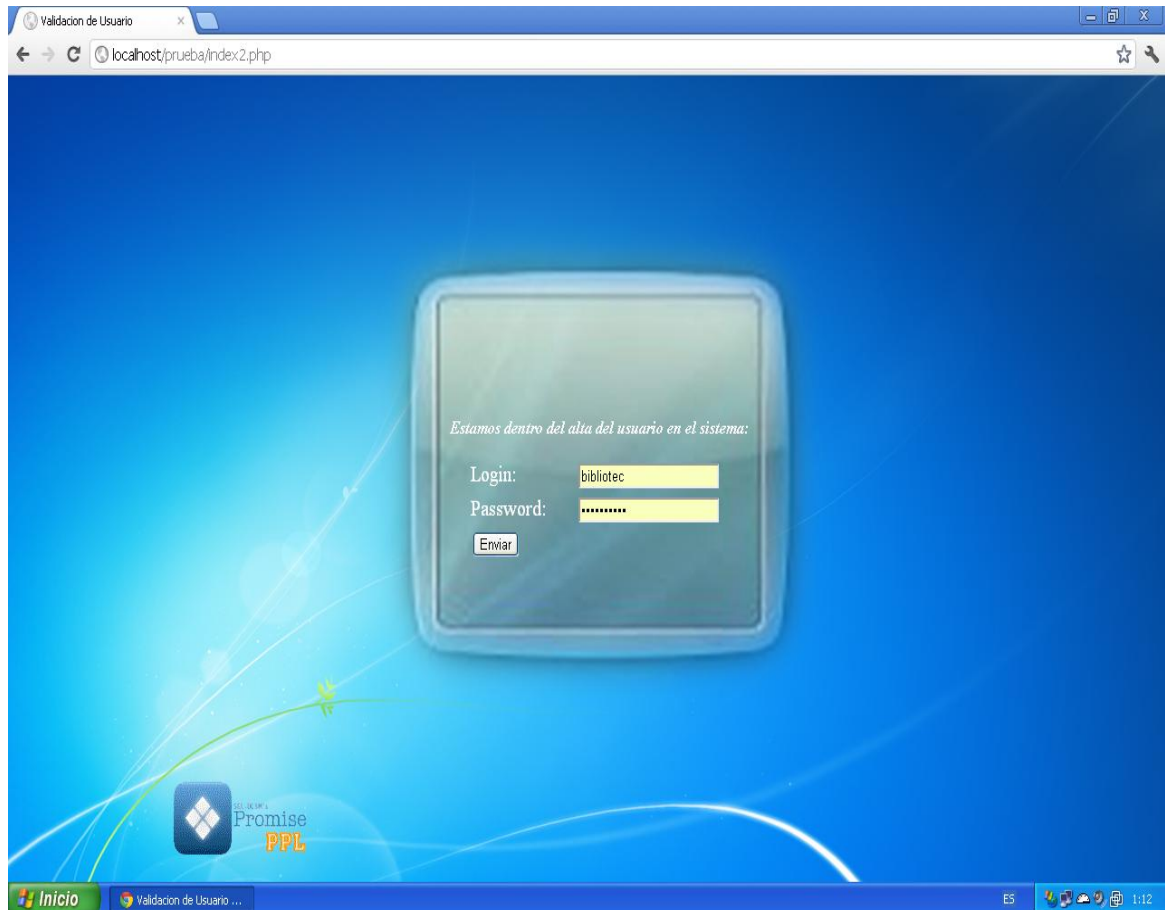 Validacion de Usuario
localhost/prueba/index2.php
Estamos dentro del alta del usuario en el sistema:
Login: bibliotec
Password: ••••••••••
Enviar
Promise
PPL
Inicio
Validacion de Usuario ...
ES
1:12